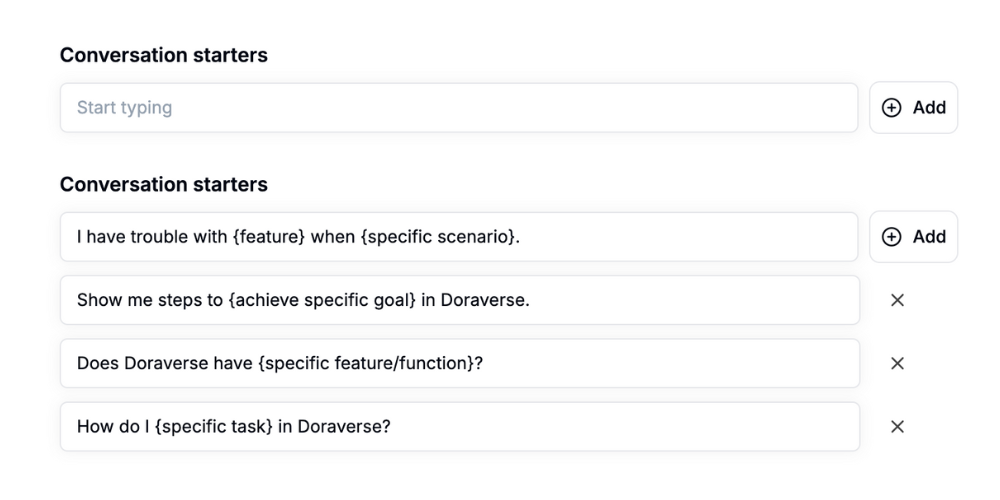 Conversation starters
Start typing
Add
Conversation starters
I have trouble with {feature} when {specific scenario}.
Add
Show me steps to {achieve specific goal} in Doraverse.
Does Doraverse have {specific feature/function}?
How do I {specific task} in Doraverse?